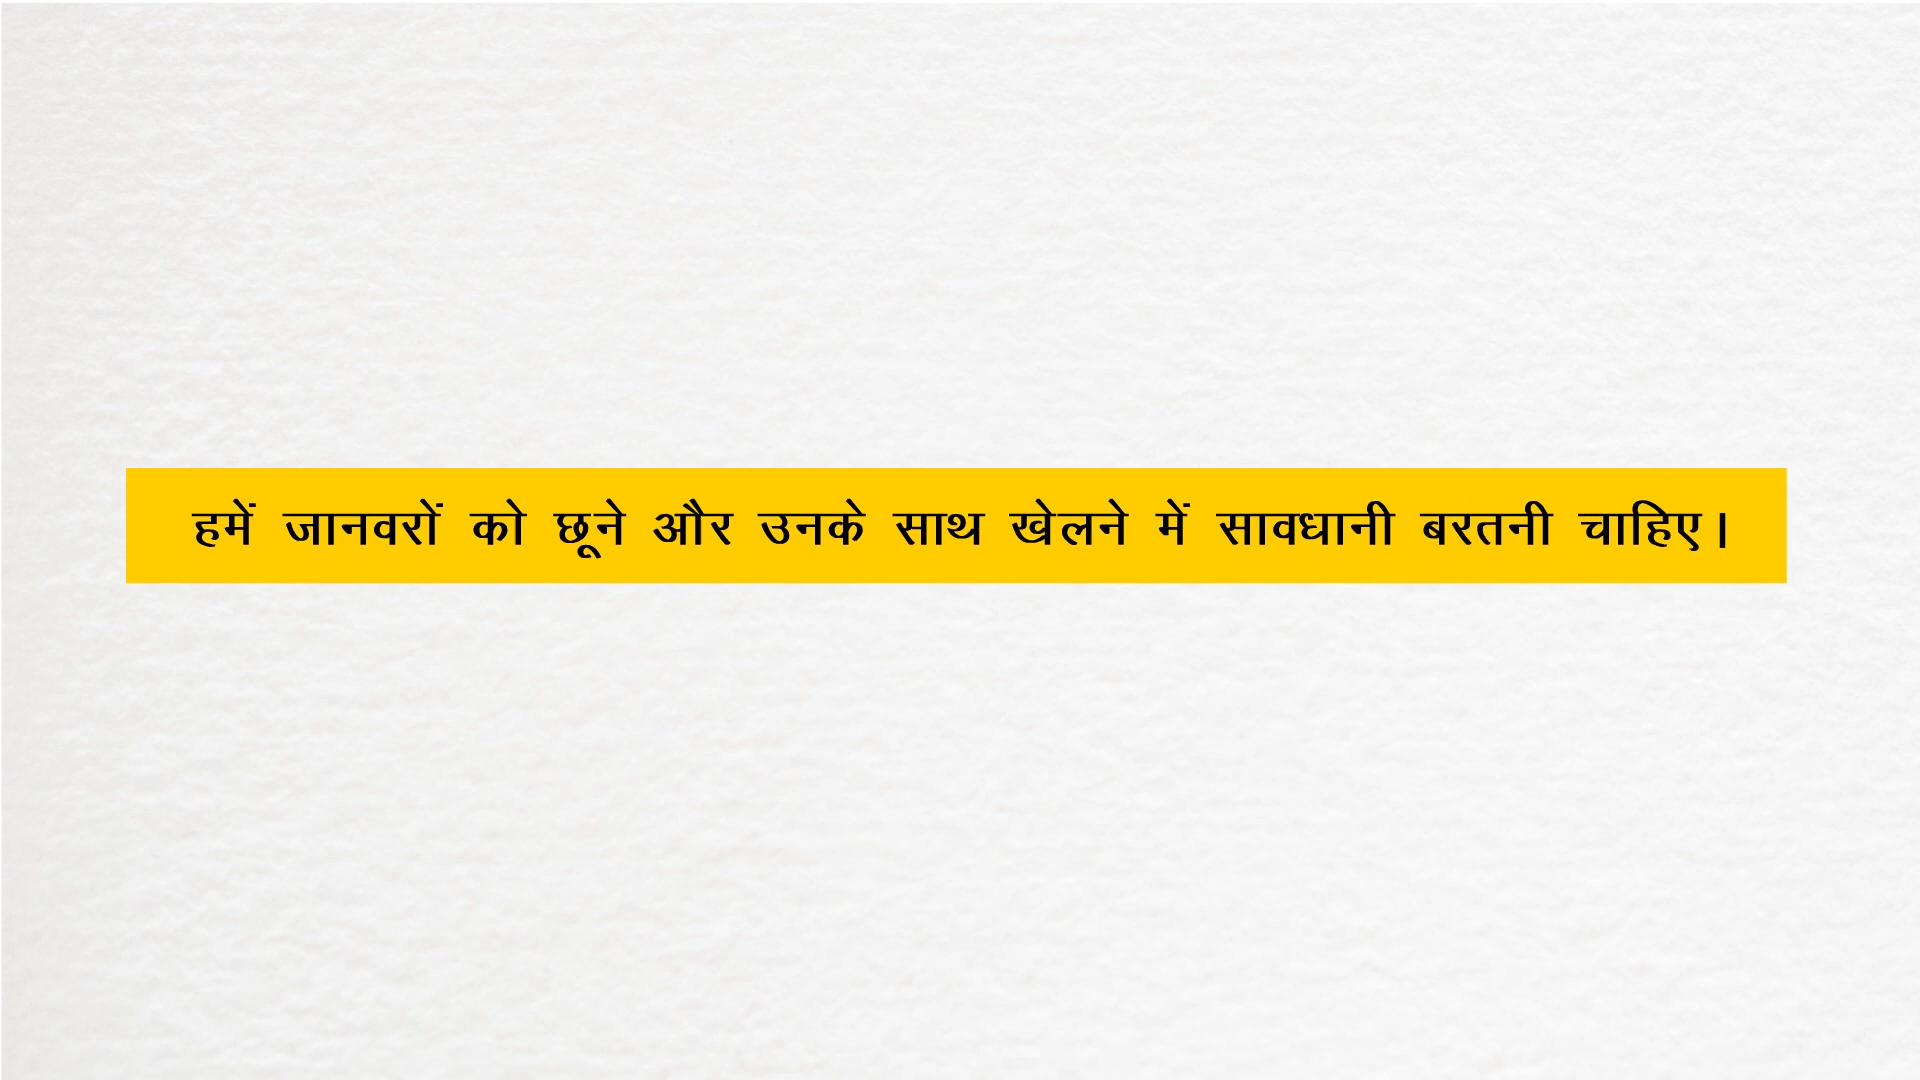 हमें जानवरों को छूने और उनके साथ खेलने में सावधानी बरतनी चाहिए।